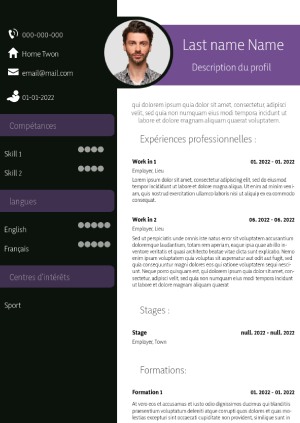 000-000-000
Home Twon
email@mail.com
01-01-2022
Compétances
Skill 1
Skill 2
langues
English
Français
Centres d'intérêts
Sport
Last name Name
Description du profil
qui dolorem ipsum quia dolor sit amet, consectetur, adipisci
velit, sed quia non numquam eius modi tempora incidunt ut
labore et dolore magnam aliquam quaerat voluptatem.
Expériences professionnelles :
Work in 1 01. 2022 - 01. 2022
Employer, Lieu
Lorem ipsum dolor sit amet, consectetur adipiscing elit, sed do eiusmod
tempor incididunt ut labore et dolore magna aliqua. Ut enim ad minim veni-
am, quis nostrud exercitation ullamco laboris nisi ut aliquip ex ea commodo
consequat.
Work in 2 06. 2022 - 06. 2022
Employer, Lieu
Sed ut perspiciatis unde omnis iste natus error sit voluptatem accusantium
doloremque laudantium, totam rem aperiam, eaque ipsa quae ab illo in-
ventore veritatis et quasi architecto beatae vitae dicta sunt explicabo. Nemo
enim ipsam voluptatem quia voluptas sit aspernatur aut odit aut fugit, sed
quia consequuntur magni dolores eos qui ratione voluptatem sequi nesci-
unt. Neque porro quisquam est, qui dolorem ipsum quia dolor sit amet, con-
sectetur, adipisci velit, sed quia non numquam eius modi tempora incidunt
ut labore et dolore magnam aliquam quaerat
Stages :
Stage null. 2022 - null. 2022
Employer, Town
Formations:
Formation 1 01. 2022 - 01. 2022
At vero eos et accusamus et iusto odio dignissimos ducimus qui blanditiis
praesentium voluptatum deleniti atque corrupti quos dolores et quas mo-
lestias excepturi sint occaecati cupiditate non provident, similique sunt in